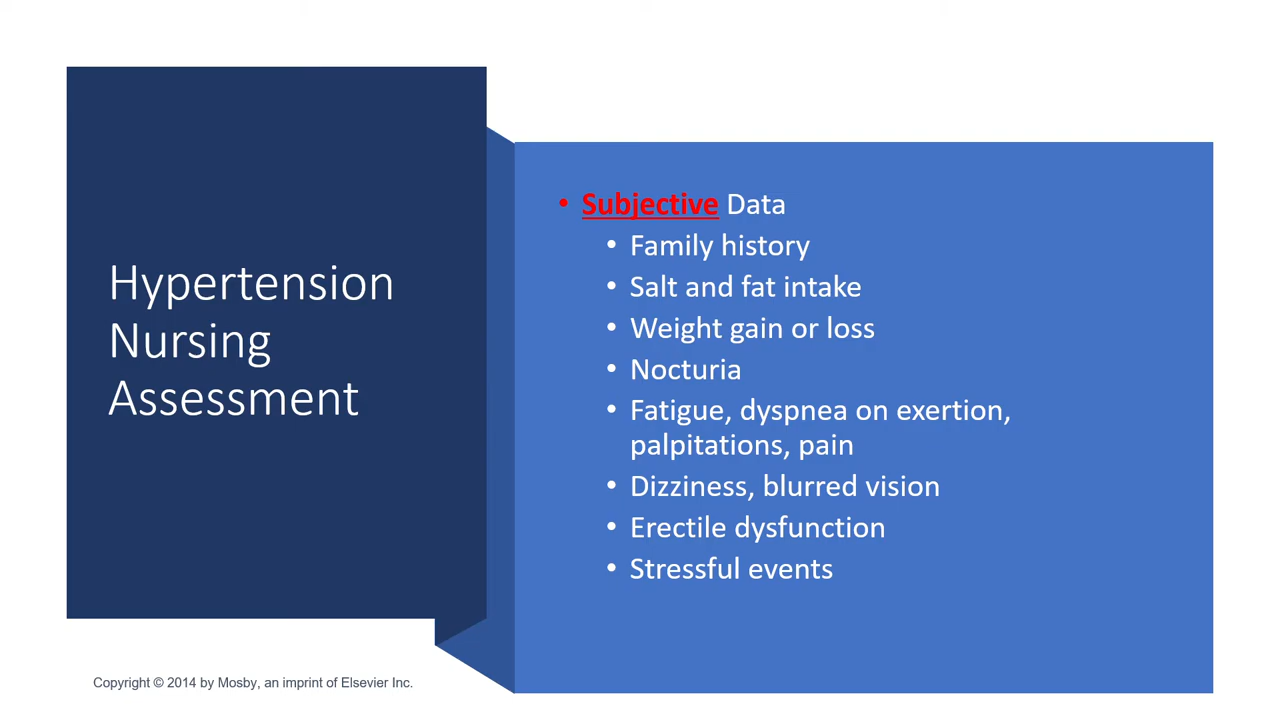 Hypertension
Nursing
Assessment
• Subjective Data
• Family history
• Salt and fat intake
• Weight gain or loss
• Nocturia
• Fatigue, dyspnea on exertion,
palpitations, pain
• Dizziness, blurred vision
• Erectile dysfunction
• Stressful events
Copyright © 2014 by Mosby, an imprint of Elsevier Inc.